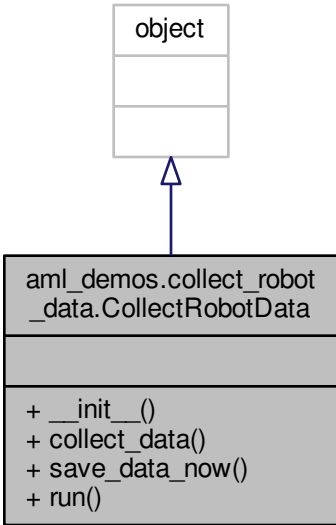 object
aml_demos.collect_robot
_data.CollectRobotData
+ __init__()
+ collect_data()
+ save_data_now()
+ run()